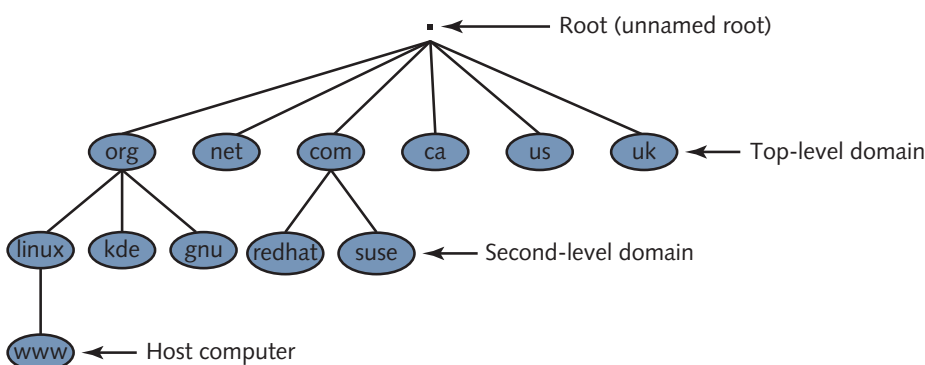 Root (unnamed root)
org net com ca us uk Top-level domain
linux kde gnu redhat suse Second-level domain
www Host computer